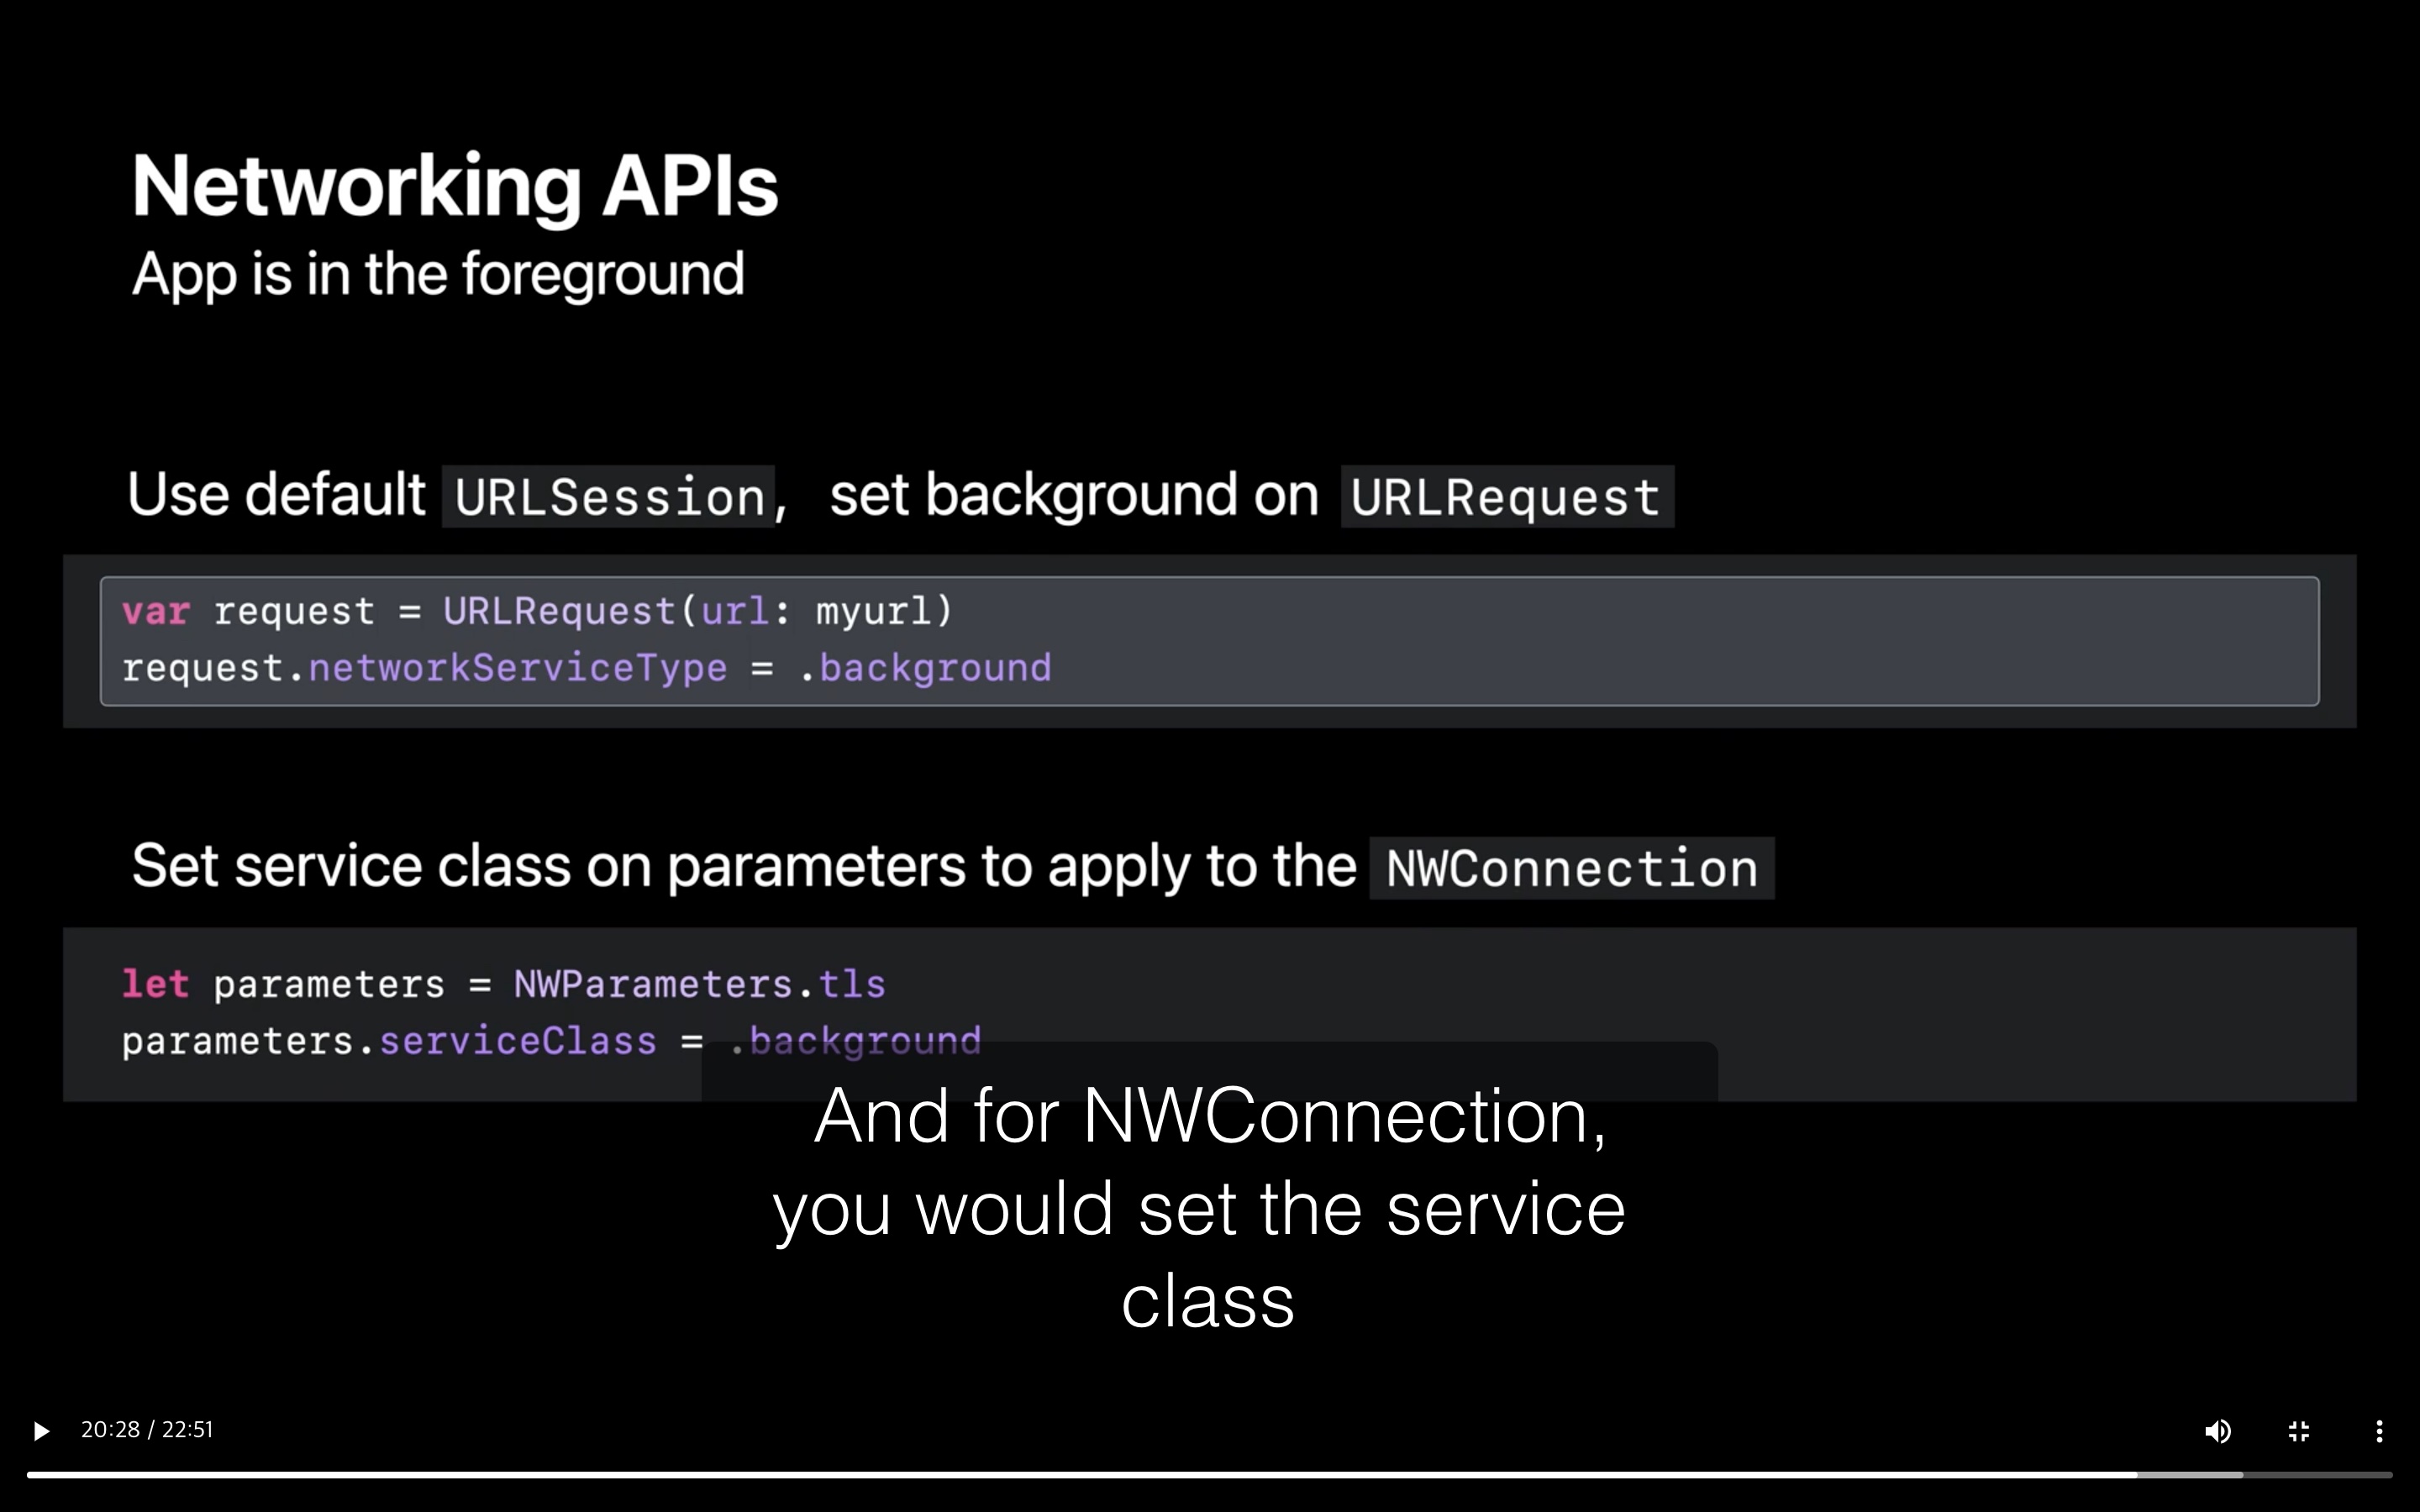 Networking APIs
App is in the foreground
Use default URLSession, set background on URLRequest
var request = URLRequest(url: myurl)
request.networkServiceType = .background
Set service class on parameters to apply to the NWConnection
let parameters = NWParameters.tls
parameters.serviceClass = .background
And for NWConnection,
you would set the service
class
20:28 / 22:51